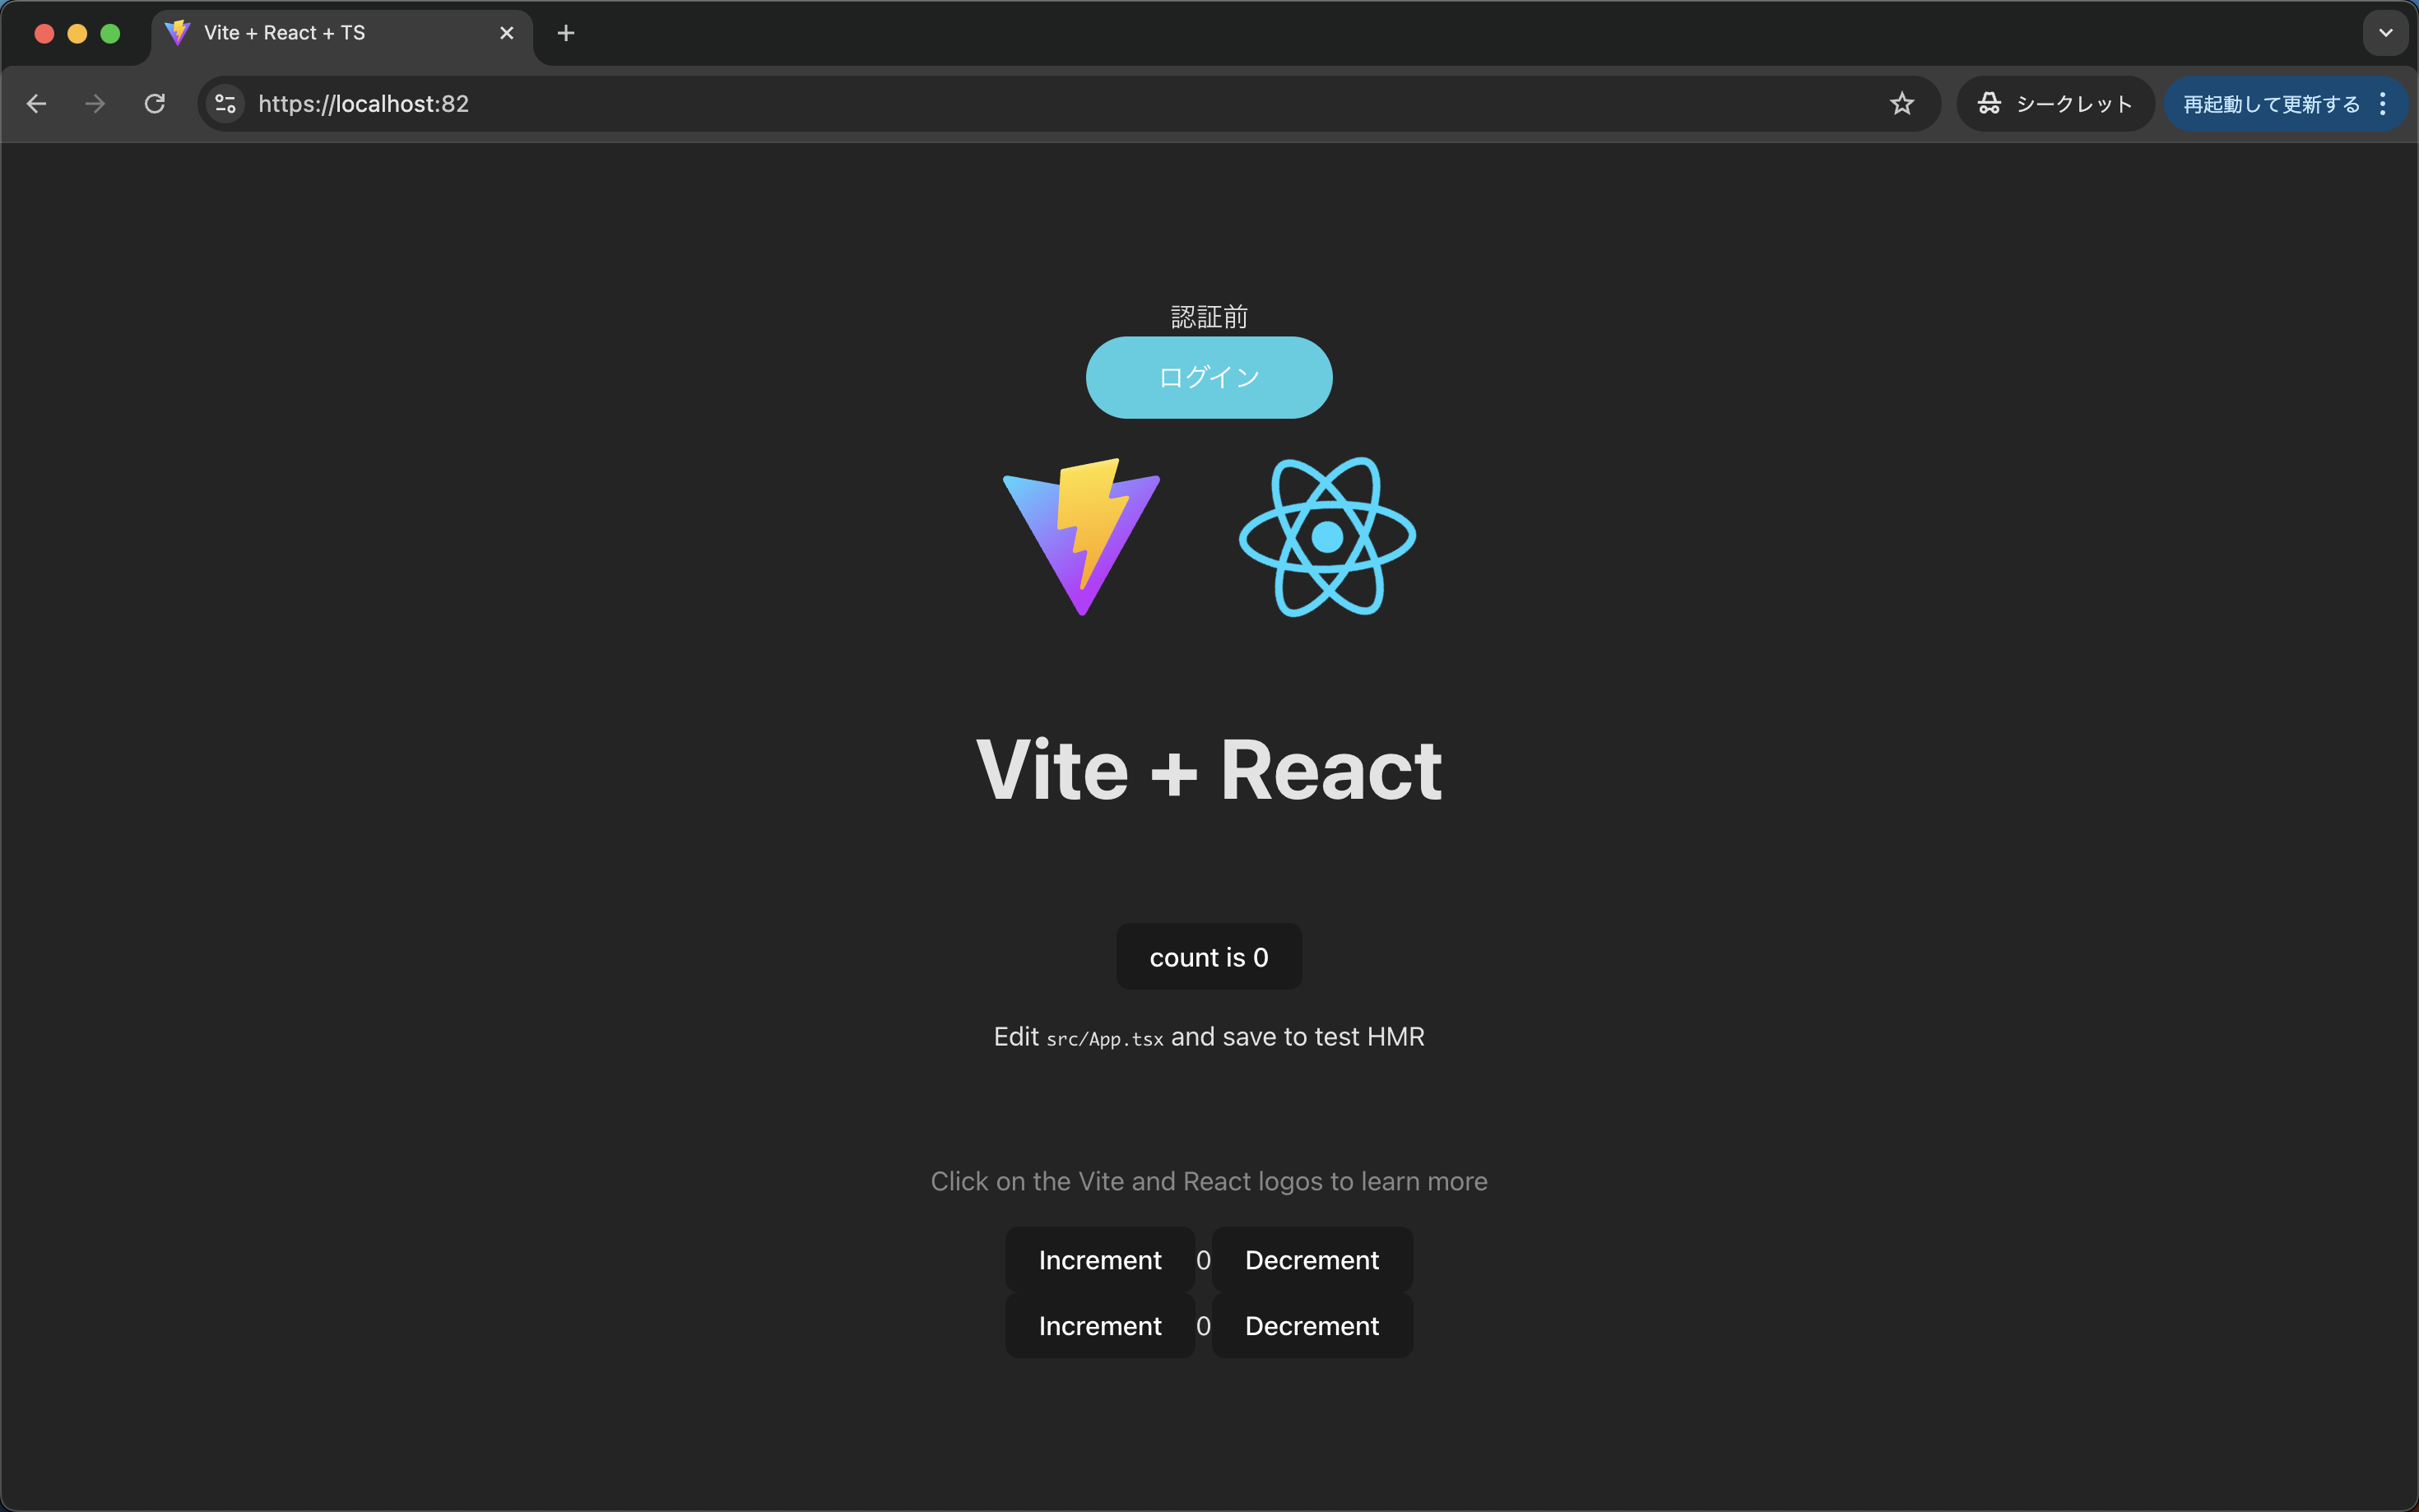 Vite + React + TS
https://localhost:82
シークレット
再起動して更新する
認証前
ログイン
Vite + React
count is 0
Edit src/App.tsx and save to test HMR
Click on the Vite and React logos to learn more
Increment 0 Decrement
Increment 0 Decrement